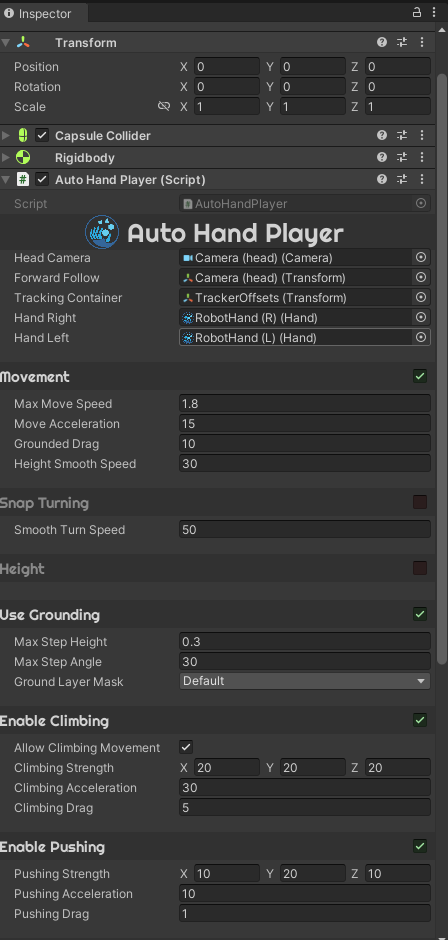 Inspector
Transform
Position X 0 Y 0 Z 0
Rotation X 0 Y 0 Z 0
Scale X 1 Y 1 Z 1
Capsule Collider
Rigidbody
# Auto Hand Player (Script)
Script # AutoHandPlayer
Auto Hand Player
Head Camera Camera (head) (Camera)
Forward Follow Camera (head) (Transform)
Tracking Container TrackerOffsets (Transform)
Hand Right RobotHand (R) (Hand)
Hand Left RobotHand (L) (Hand)
Movement
Max Move Speed 1.8
Move Acceleration 15
Grounded Drag 10
Height Smooth Speed 30
Snap Turning
Smooth Turn Speed 50
Height
Use Grounding
Max Step Height 0.3
Max Step Angle 30
Ground Layer Mask Default
Enable Climbing
Allow Climbing Movement
Climbing Strength X 20 Y 20 Z 20
Climbing Acceleration 30
Climbing Drag 5
Enable Pushing
Pushing Strength X 10 Y 20 Z 10
Pushing Acceleration 10
Pushing Drag 1